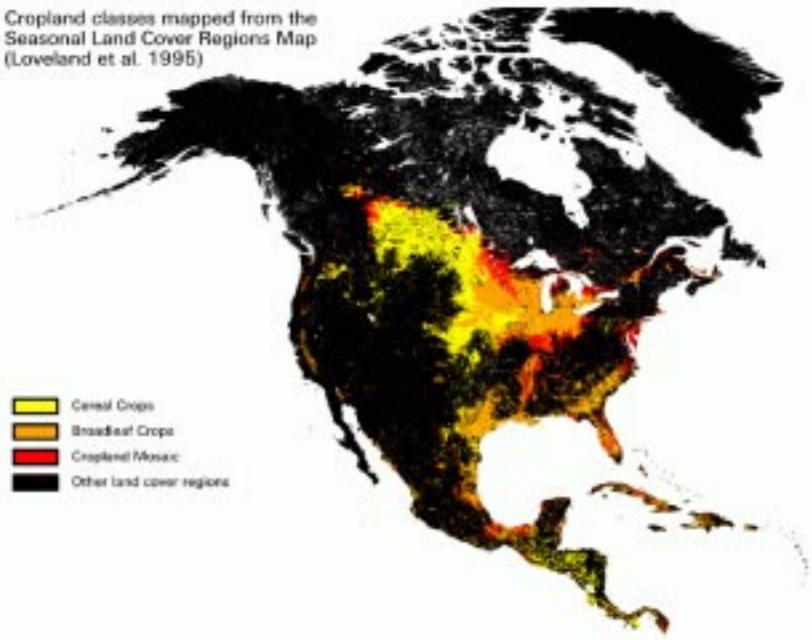 Cropland classes mapped from the
Seasonal Land Cover Regions Map
(Loveland et al. 1995)
Cereal Crops
Broadleaf Crops
Cropland Mosaic
Other land cover regions